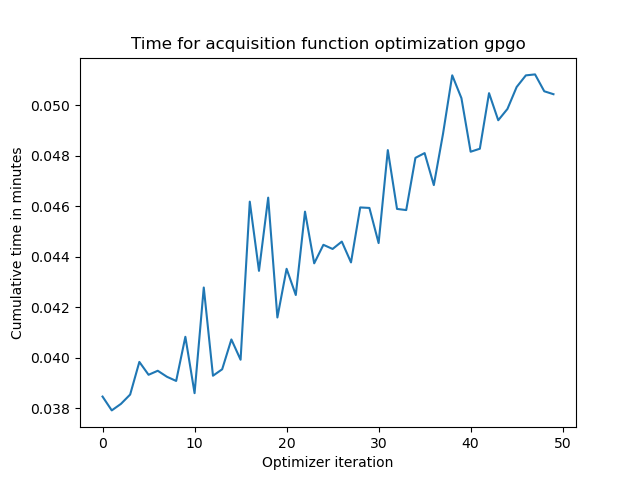 Time for acquisition function optimization gpgo
Cumulative time in minutes
0.050
0.048
0.046
0.044
0.042
0.040
0.038
0 10 20 30 40 50
Optimizer iteration